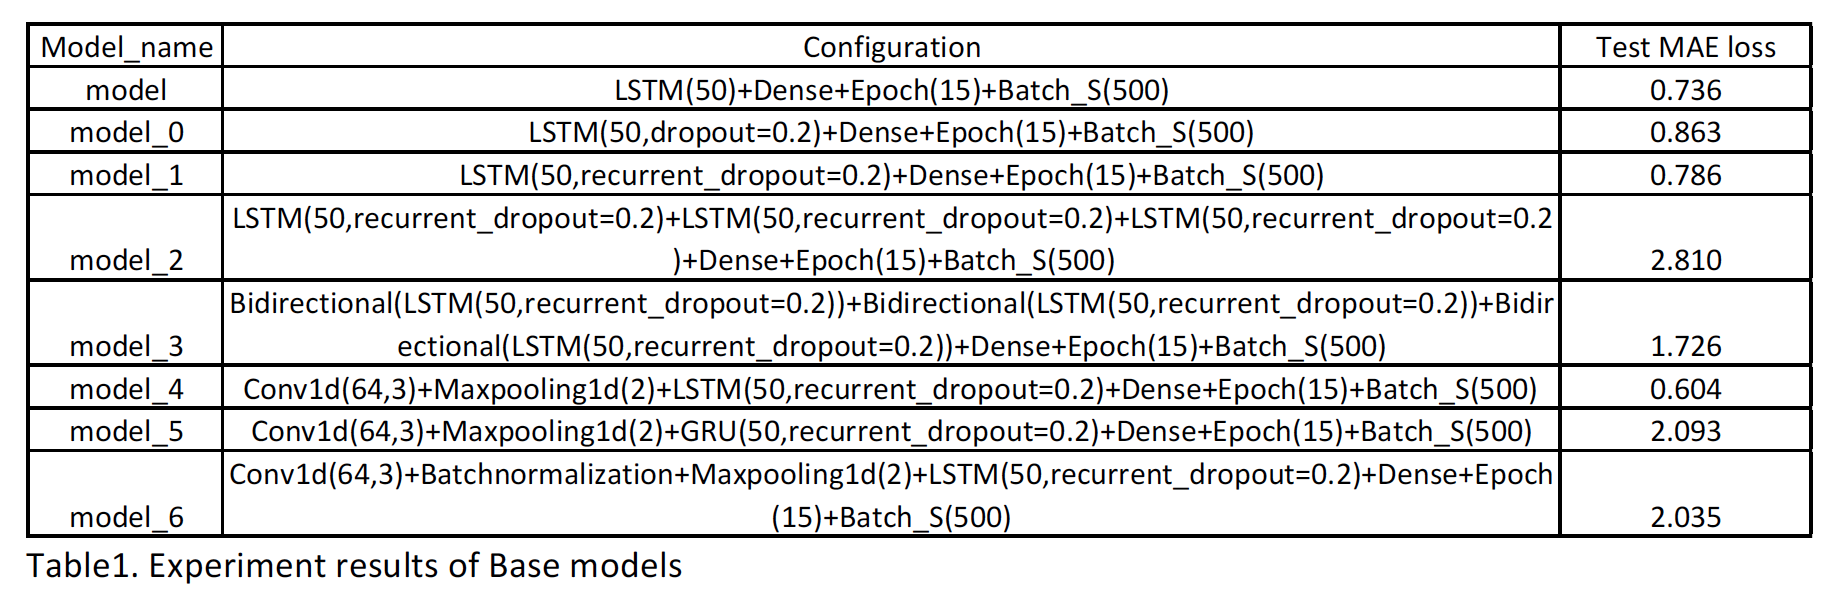 Model_name Configuration Test MAE loss
model LSTM(50)+Dense+Epoch(15)+Batch_S(500) 0.736
model_0 LSTM(50,dropout=0.2)+Dense+Epoch(15)+Batch_S(500) 0.863
model_1 LSTM(50,recurrent_dropout=0.2)+Dense+Epoch(15)+Batch_S(500) 0.786
LSTM(50,recurrent_dropout=0.2)+LSTM(50,recurrent_dropout=0.2)+LSTM(50,recurrent_dropout=0.2
model_2 )+Dense+Epoch(15)+Batch_S(500) 2.810
Bidirectional(LSTM(50,recurrent_dropout=0.2))+Bidirectional(LSTM(50,recurrent_dropout=0.2))+Bidir
model_3 ectional(LSTM(50,recurrent_dropout=0.2))+Dense+Epoch(15)+Batch_S(500) 1.726
model_4 Conv1d(64,3)+Maxpooling1d(2)+LSTM(50,recurrent_dropout=0.2)+Dense+Epoch(15)+Batch_S(500) 0.604
model_5 Conv1d(64,3)+Maxpooling1d(2)+GRU(50,recurrent_dropout=0.2)+Dense+Epoch(15)+Batch_S(500) 2.093
Conv1d(64,3)+Batchnormalization+Maxpooling1d(2)+LSTM(50,recurrent_dropout=0.2)+Dense+Epoch
model_6 (15)+Batch_S(500) 2.035
Table1. Experiment results of Base models